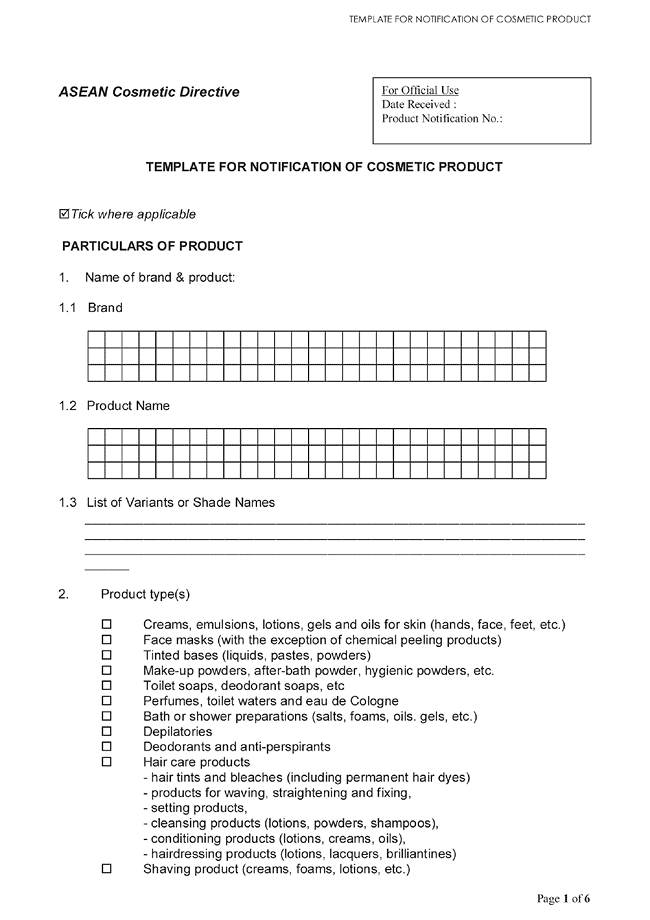 TEMPLATE FOR NOTIFICATION OF COSMETIC PRODUCT
ASEAN Cosmetic Directive
For Official Use
Date Received :
Product Notification No.:
TEMPLATE FOR NOTIFICATION OF COSMETIC PRODUCT
☑Tick where applicable
PARTICULARS OF PRODUCT
1. Name of brand & product:
1.1 Brand
1.2 Product Name
1.3 List of Variants or Shade Names
2. Product type(s)
☐ Creams, emulsions, lotions, gels and oils for skin (hands, face, feet, etc.)
☐ Face masks (with the exception of chemical peeling products)
☐ Tinted bases (liquids, pastes, powders)
☐ Make-up powders, after-bath powder, hygienic powders, etc.
☐ Toilet soaps, deodorant soaps, etc
☐ Perfumes, toilet waters and eau de Cologne
☐ Bath or shower preparations (salts, foams, oils. gels, etc.)
☐ Depilatories
☐ Deodorants and anti-perspirants
☐ Hair care products
- hair tints and bleaches (including permanent hair dyes)
- products for waving, straightening and fixing,
- setting products,
- cleansing products (lotions, powders, shampoos),
- conditioning products (lotions, creams, oils),
- hairdressing products (lotions, lacquers, brilliantines)
☐ Shaving product (creams, foams, lotions, etc.)
Page 1 of 6